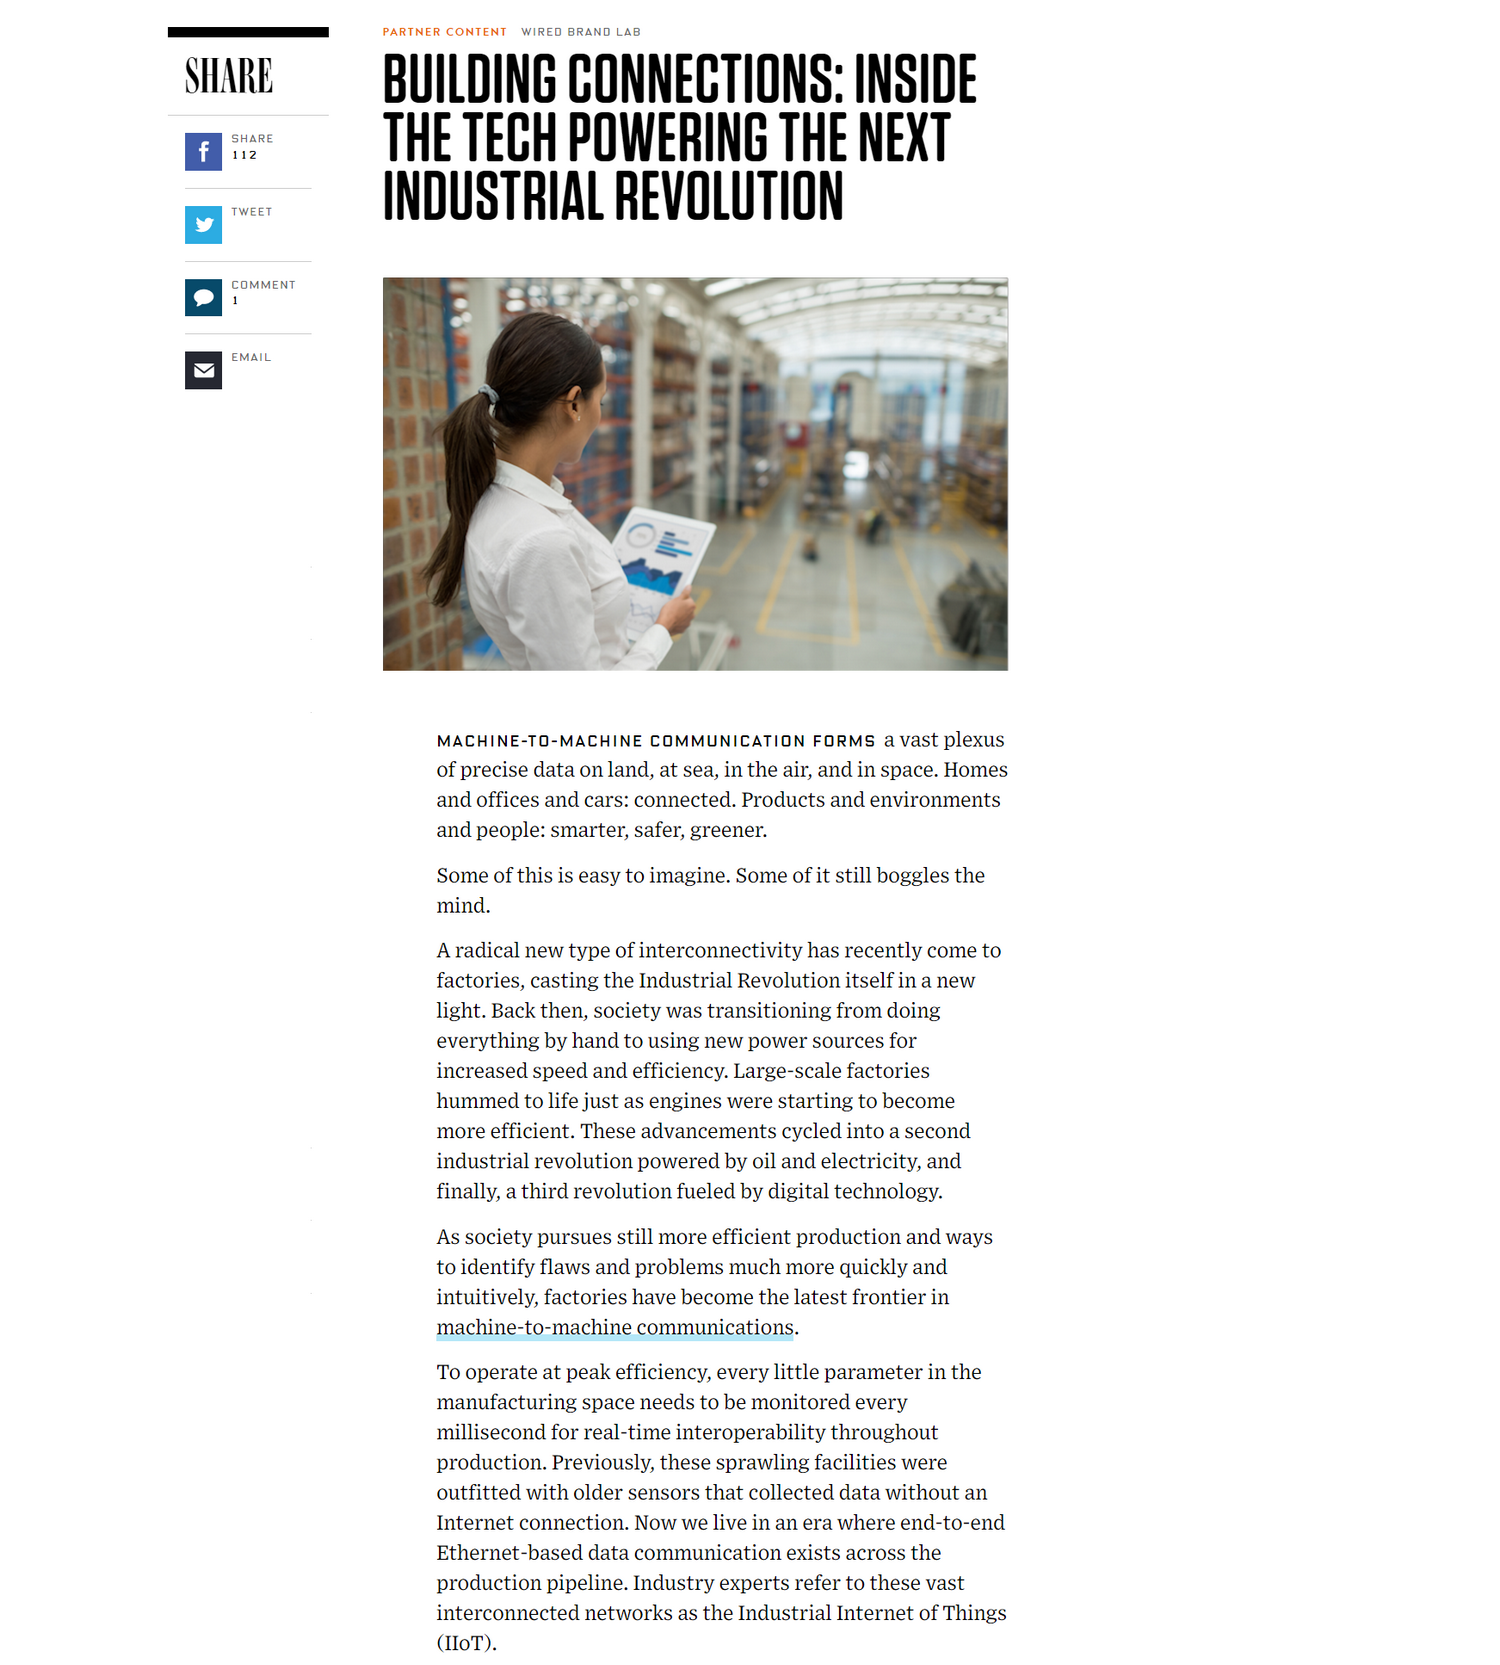 SHARE
SHARE
112
TWEET
COMMENT
1
EMAIL
PARTNER CONTENT WIRED BRAND LAB
BUILDING CONNECTIONS: INSIDE
THE TECH POWERING THE NEXT
INDUSTRIAL REVOLUTION
MACHINE-TO-MACHINE COMMUNICATION FORMS a vast plexus
of precise data on land, at sea, in the air, and in space. Homes
and offices and cars: connected. Products and environments
and people: smarter, safer, greener.
Some of this is easy to imagine. Some of it still boggles the
mind.
A radical new type of interconnectivity has recently come to
factories, casting the Industrial Revolution itself in a new
light. Back then, society was transitioning from doing
everything by hand to using new power sources for
increased speed and efficiency. Large-scale factories
hummed to life just as engines were starting to become
more efficient. These advancements cycled into a second
industrial revolution powered by oil and electricity, and
finally, a third revolution fueled by digital technology.
As society pursues still more efficient production and ways
to identify flaws and problems much more quickly and
intuitively, factories have become the latest frontier in
machine-to-machine communications.
To operate at peak efficiency, every little parameter in the
manufacturing space needs to be monitored every
millisecond for real-time interoperability throughout
production. Previously, these sprawling facilities were
outfitted with older sensors that collected data without an
Internet connection. Now we live in an era where end-to-end
Ethernet-based data communication exists across the
production pipeline. Industry experts refer to these vast
interconnected networks as the Industrial Internet of Things
(IIoT).